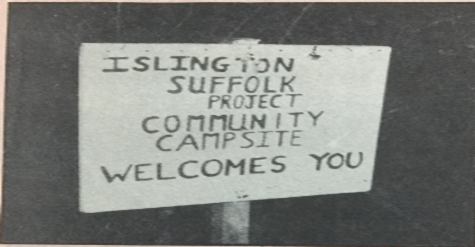 ISLINGTON
SUFFOLK
PROJECT
COMMUNITY
CAMPSITE
WELCOMES YOU